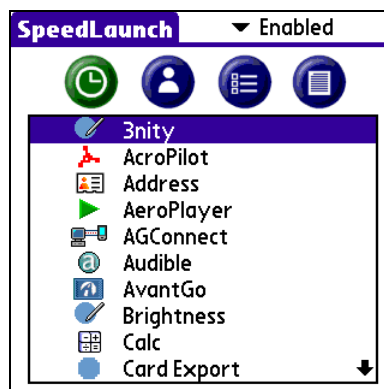 SpeedLaunch Enabled
3nity
AcroPilot
Address
AeroPlayer
AGConnect
Audible
AvantGo
Brightness
Calc
Card Export